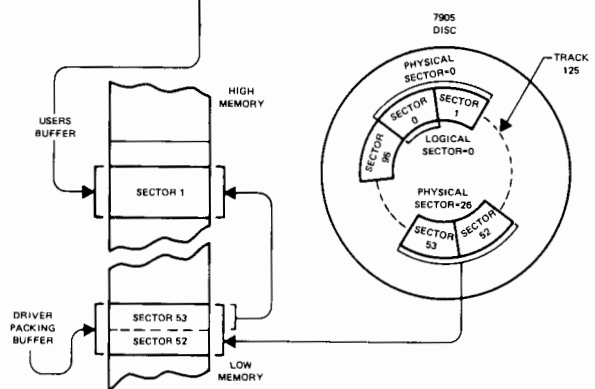 7905
DISC
PHYSICAL
SECTOR=0
TRACK
125
HIGH
MEMORY
USERS
BUFFER
SECTOR
0
SECTOR
1
LOGICAL
SECTOR=0
SECTOR
95
SECTOR 1
PHYSICAL
SECTOR=26
SECTOR
53
SECTOR
52
DRIVER
PACKING
BUFFER
SECTOR 53
SECTOR 52
LOW
MEMORY